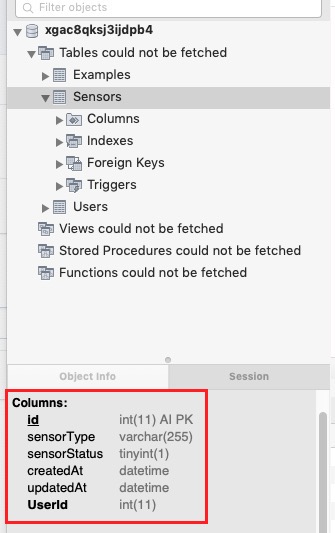 Filter objects
xgac8qksj3ijdpb4
Tables could not be fetched
Examples
Sensors
Columns
Indexes
Foreign Keys
Triggers
Users
Views could not be fetched
Stored Procedures could not be fetched
Functions could not be fetched
Object Info Session
Columns:
id int(11) AI PK
sensorType varchar(255)
sensorStatus tinyint(1)
createdAt datetime
updatedAt datetime
UserId int(11)